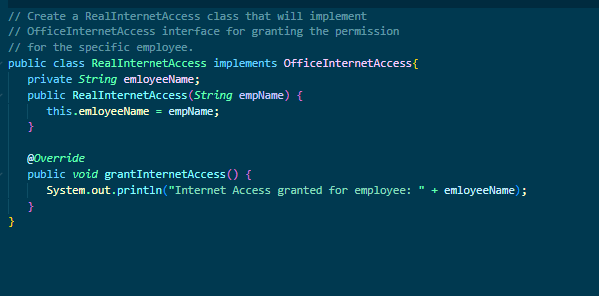 // Create a RealInternetAccess class that will implement
// OfficeInternetAccess interface for granting the permission
// for the specific employee.
public class RealInternetAccess implements OfficeInternetAccess{
private String emloyeeName;
public RealInternetAccess(String empName) {
this.emloyeeName = empName;
}
@Override
public void grantInternetAccess() {
System.out.println("Internet Access granted for employee: " + emloyeeName);
}
}